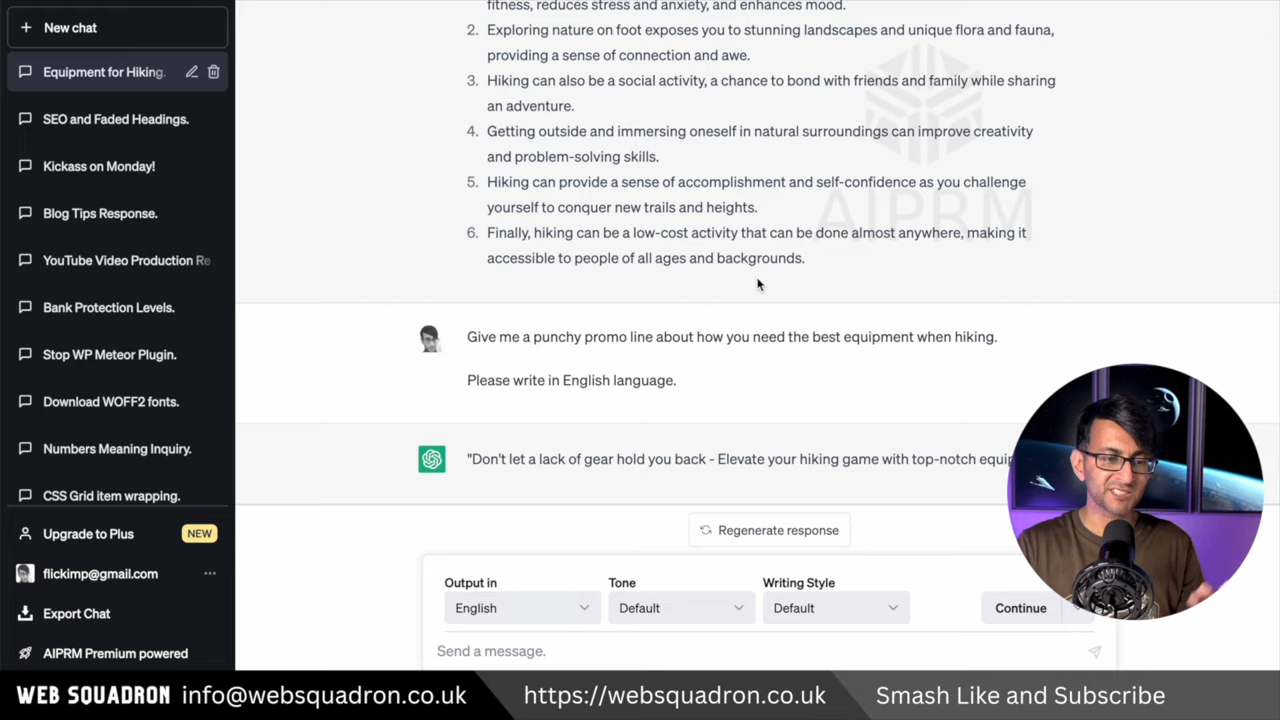 New chat
Equipment for Hiking.
SEO and Faded Headings.
Kickass on Monday!
Blog Tips Response.
YouTube Video Production Re
Bank Protection Levels.
Stop WP Meteor Plugin.
Download WOFF2 fonts.
Numbers Meaning Inquiry.
CSS Grid item wrapping.
Upgrade to Plus NEW
flickimp@gmail.com
Export Chat
AIPRM Premium powered
fitness, reduces stress and anxiety, and enhances mood.
2. Exploring nature on foot exposes you to stunning landscapes and unique flora and fauna,
providing a sense of connection and awe.
3. Hiking can also be a social activity, a chance to bond with friends and family while sharing
an adventure.
4. Getting outside and immersing oneself in natural surroundings can improve creativity
and problem-solving skills.
5. Hiking can provide a sense of accomplishment and self-confidence as you challenge
yourself to conquer new trails and heights.
6. Finally, hiking can be a low-cost activity that can be done almost anywhere, making it
accessible to people of all ages and backgrounds.
AIPRM
Give me a punchy promo line about how you need the best equipment when hiking.
Please write in English language.
"Don't let a lack of gear hold you back - Elevate your hiking game with top-notch equip
Regenerate response
Output in Tone Writing Style
English Default Default Continue
Send a message.
WEB SQUADRON info@websquadron.co.uk https://websquadron.co.uk Smash Like and Subscribe